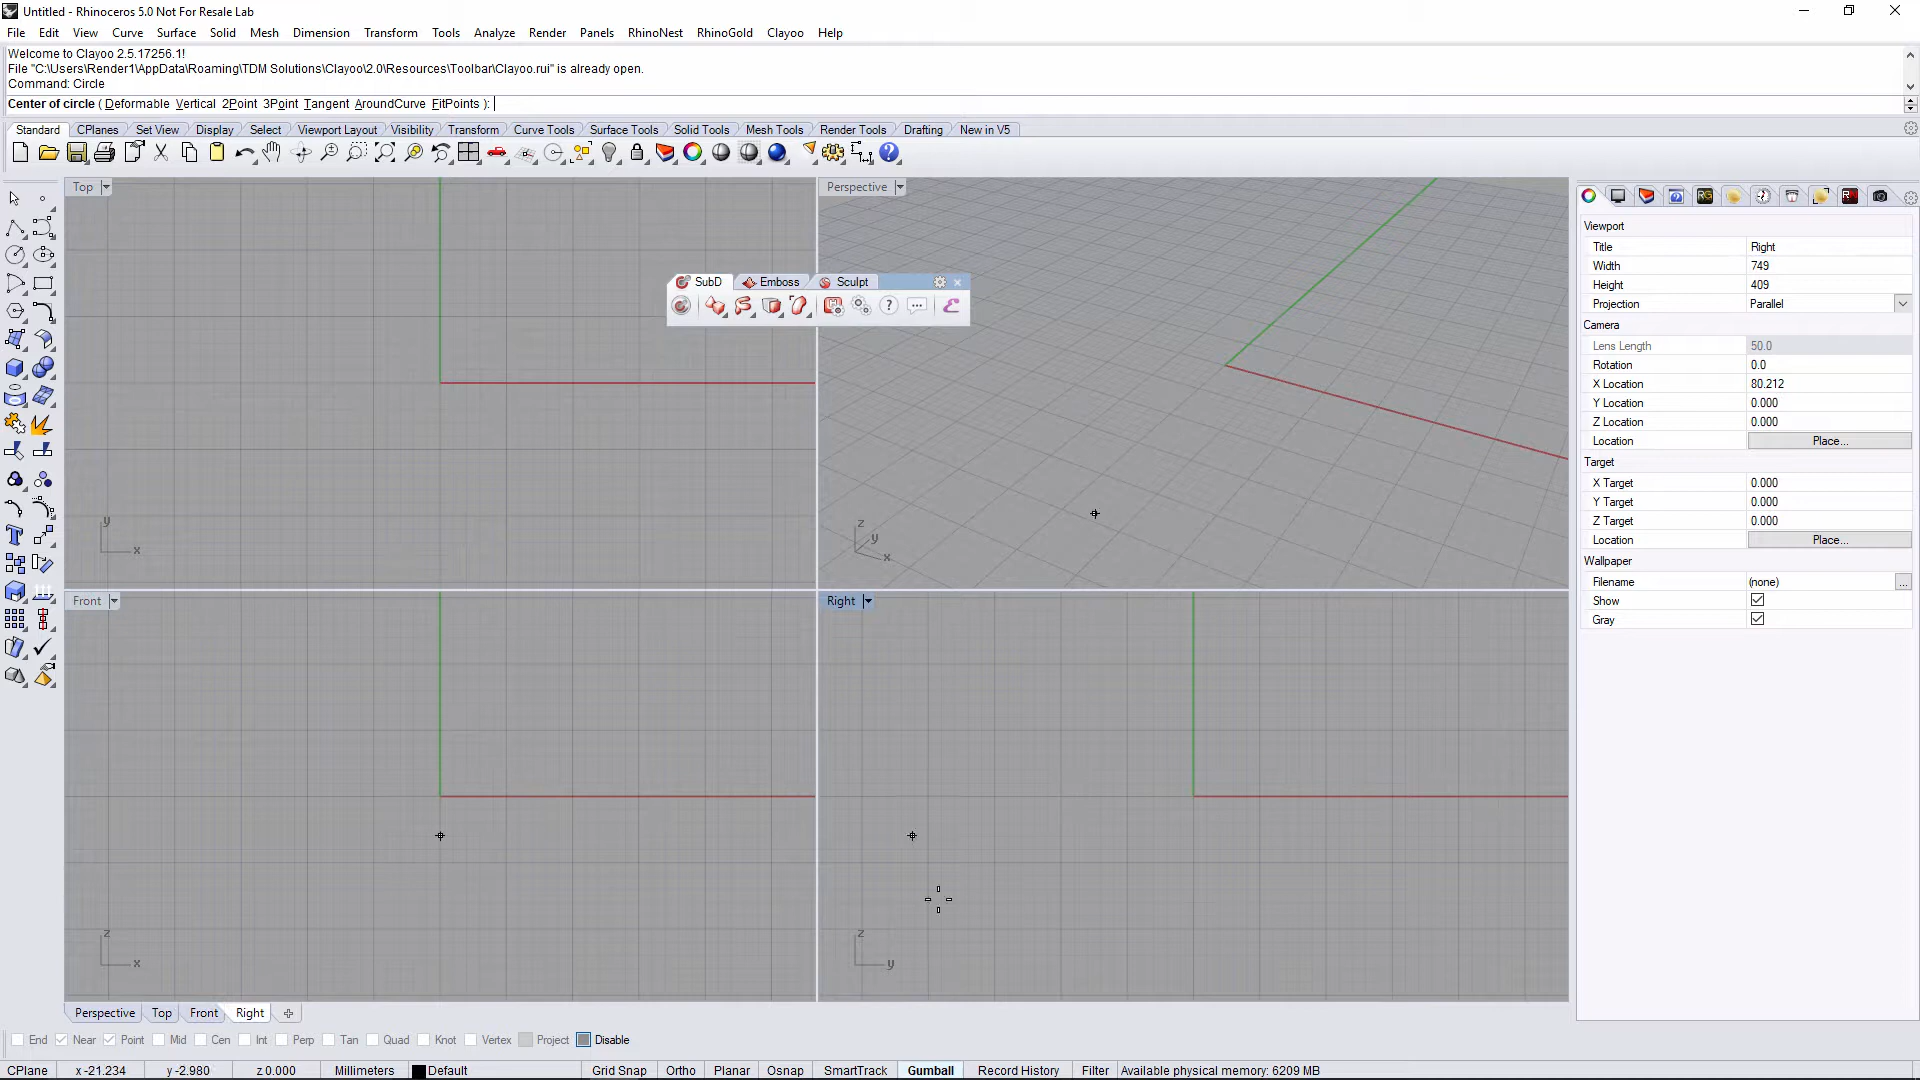 Untitled - Rhinoceros 5.0 Not For Resale Lab
File Edit View Curve Surface Solid Mesh Dimension Transform Tools Analyze Render Panels RhinoNest RhinoGold Clayoo Help
Welcome to Clayoo 2.5.17256.1!
File "C:\Users\Render1\AppData\Roaming\TDM Solutions\Clayoo\2.0\Resources\Toolbar\Clayoo.rui" is already open.
Command: Circle
Center of circle ( Deformable Vertical 2Point 3Point Tangent AroundCurve FitPoints ):
Standard CPlanes Set View Display Select Viewport Layout Visibility Transform Curve Tools Surface Tools Solid Tools Mesh Tools Render Tools Drafting New in V5
Top
Perspective
SubD Emboss Sculpt
y
x
z
y
x
Front
Right
z
x
z
y
Viewport
Title Right
Width 749
Height 409
Projection Parallel
Camera
Lens Length 50.0
Rotation 0.0
X Location 80.212
Y Location 0.000
Z Location 0.000
Location Place...
Target
X Target 0.000
Y Target 0.000
Z Target 0.000
Location Place...
Wallpaper
Filename (none) ...
Show
Gray
Perspective Top Front Right
End Near Point Mid Cen Int Perp Tan Quad Knot Vertex Project Disable
CPlane x -21.234 y -2.980 z 0.000 Millimeters Default Grid Snap Ortho Planar Osnap SmartTrack Gumball Record History Filter Available physical memory: 6209 MB